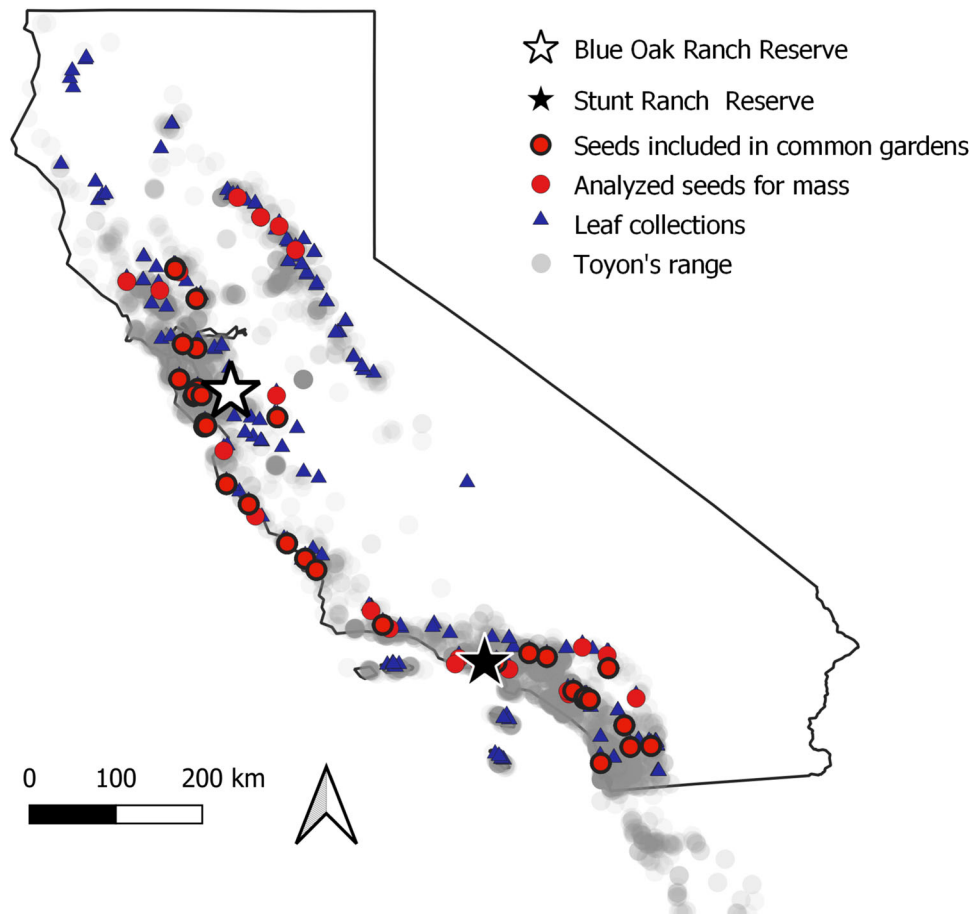 Blue Oak Ranch Reserve
Stunt Ranch Reserve
Seeds included in common gardens
Analyzed seeds for mass
Leaf collections
Toyon's range
0 100 200 km